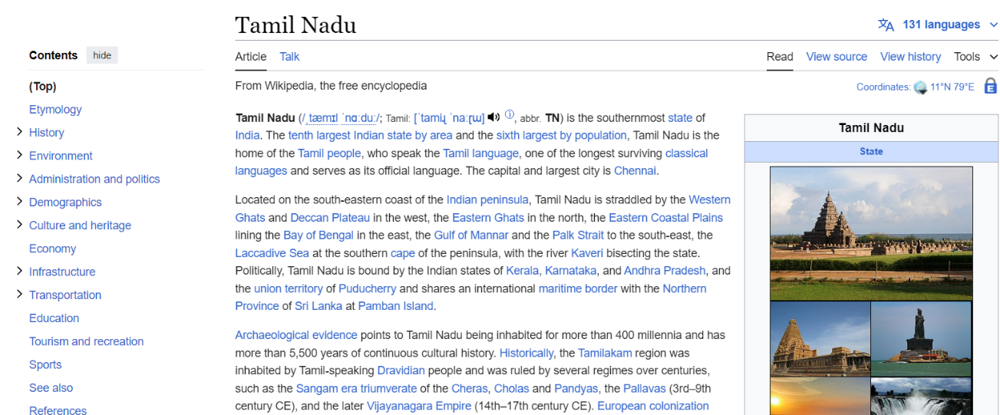 Tamil Nadu
131 languages
Contents hide
Article Talk
Read View source View history Tools
(Top)
Etymology
History
Environment
Administration and politics
Demographics
Culture and heritage
Economy
Infrastructure
Transportation
Education
Tourism and recreation
Sports
See also
References
From Wikipedia, the free encyclopedia
Coordinates: 11°N 79°E
Tamil Nadu (/ˌtæmɪl ˈnɑːduː/; Tamil: [ˈtamiɻ ˈnaːɽɯ] ⓘ, abbr. TN) is the southernmost state of
India. The tenth largest Indian state by area and the sixth largest by population, Tamil Nadu is the
home of the Tamil people, who speak the Tamil language, one of the longest surviving classical
languages and serves as its official language. The capital and largest city is Chennai.
Located on the south-eastern coast of the Indian peninsula, Tamil Nadu is straddled by the Western
Ghats and Deccan Plateau in the west, the Eastern Ghats in the north, the Eastern Coastal Plains
lining the Bay of Bengal in the east, the Gulf of Mannar and the Palk Strait to the south-east, the
Laccadive Sea at the southern cape of the peninsula, with the river Kaveri bisecting the state.
Politically, Tamil Nadu is bound by the Indian states of Kerala, Karnataka, and Andhra Pradesh, and
the union territory of Puducherry and shares an international maritime border with the Northern
Province of Sri Lanka at Pamban Island.
Archaeological evidence points to Tamil Nadu being inhabited for more than 400 millennia and has
more than 5,500 years of continuous cultural history. Historically, the Tamilakam region was
inhabited by Tamil-speaking Dravidian people and was ruled by several regimes over centuries,
such as the Sangam era triumverate of the Cheras, Cholas and Pandyas, the Pallavas (3rd–9th
century CE), and the later Vijayanagara Empire (14th–17th century CE). European colonization
Tamil Nadu
State